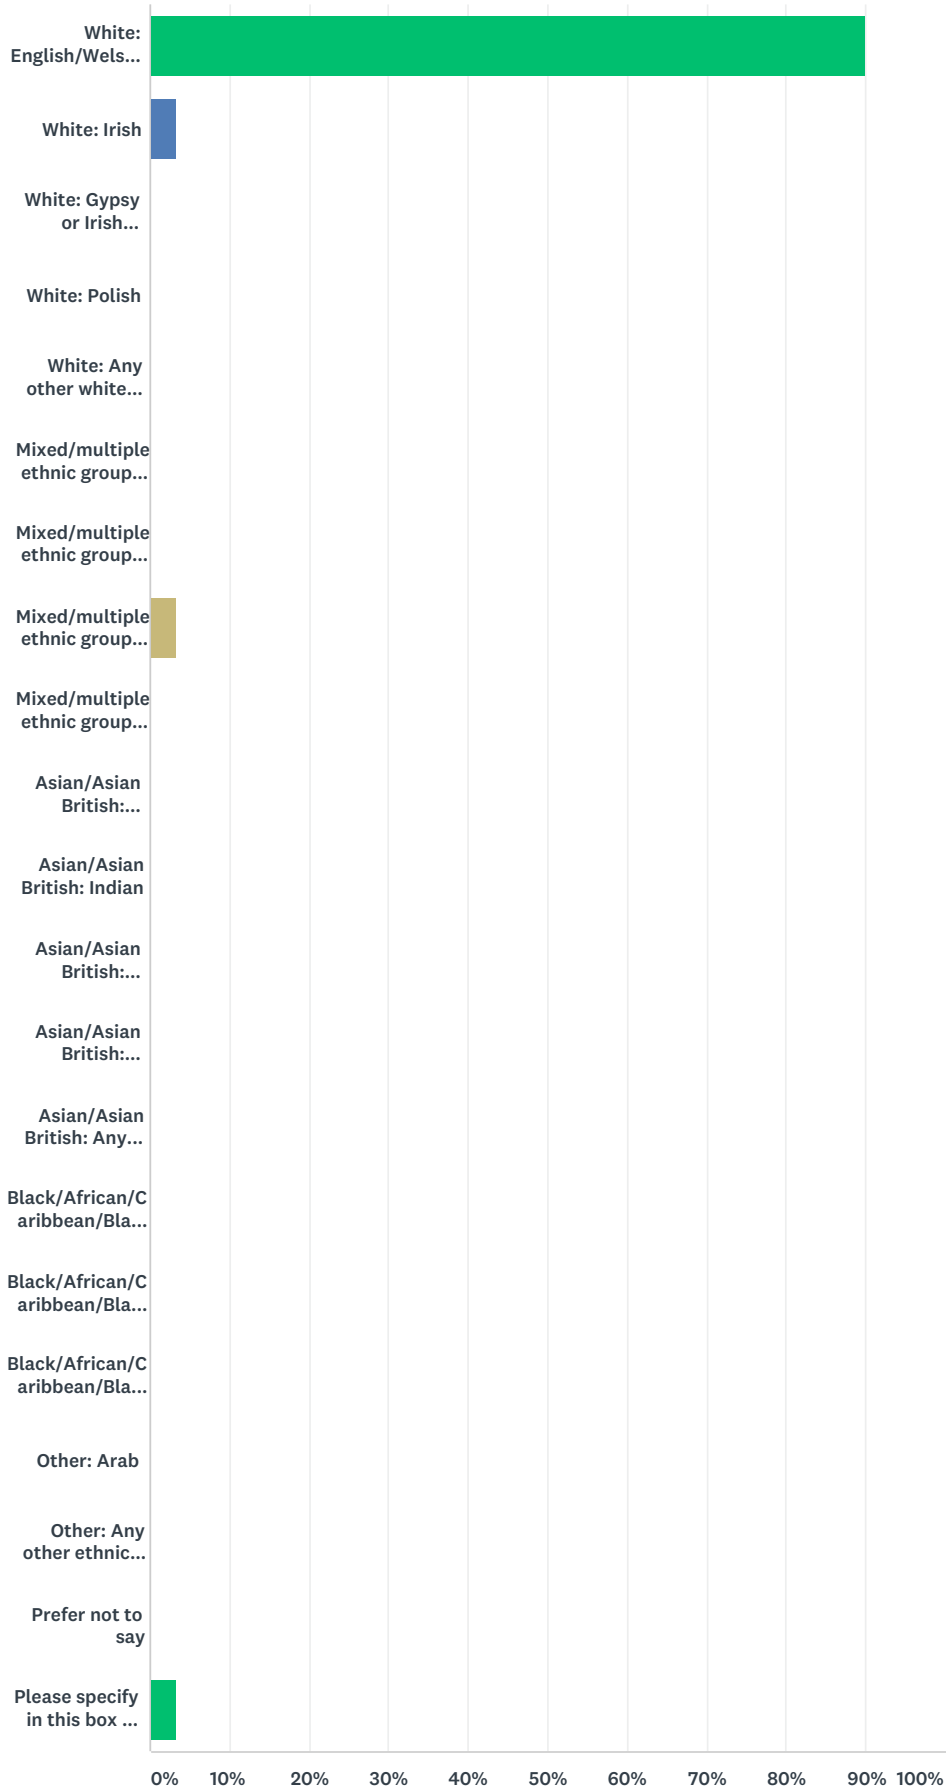 White:
English/Wels...
White: Irish
White: Gypsy
or Irish...
White: Polish
White: Any
other white...
Mixed/multiple
ethnic group...
Mixed/multiple
ethnic group...
Mixed/multiple
ethnic group...
Mixed/multiple
ethnic group...
Asian/Asian
British:...
Asian/Asian
British: Indian
Asian/Asian
British:...
Asian/Asian
British:...
Asian/Asian
British: Any...
Black/African/C
aribbean/Bla...
Black/African/C
aribbean/Bla...
Black/African/C
aribbean/Bla...
Other: Arab
Other: Any
other ethnic...
Prefer not to
say
Please specify
in this box ...
0% 10% 20% 30% 40% 50% 60% 70% 80% 90% 100%